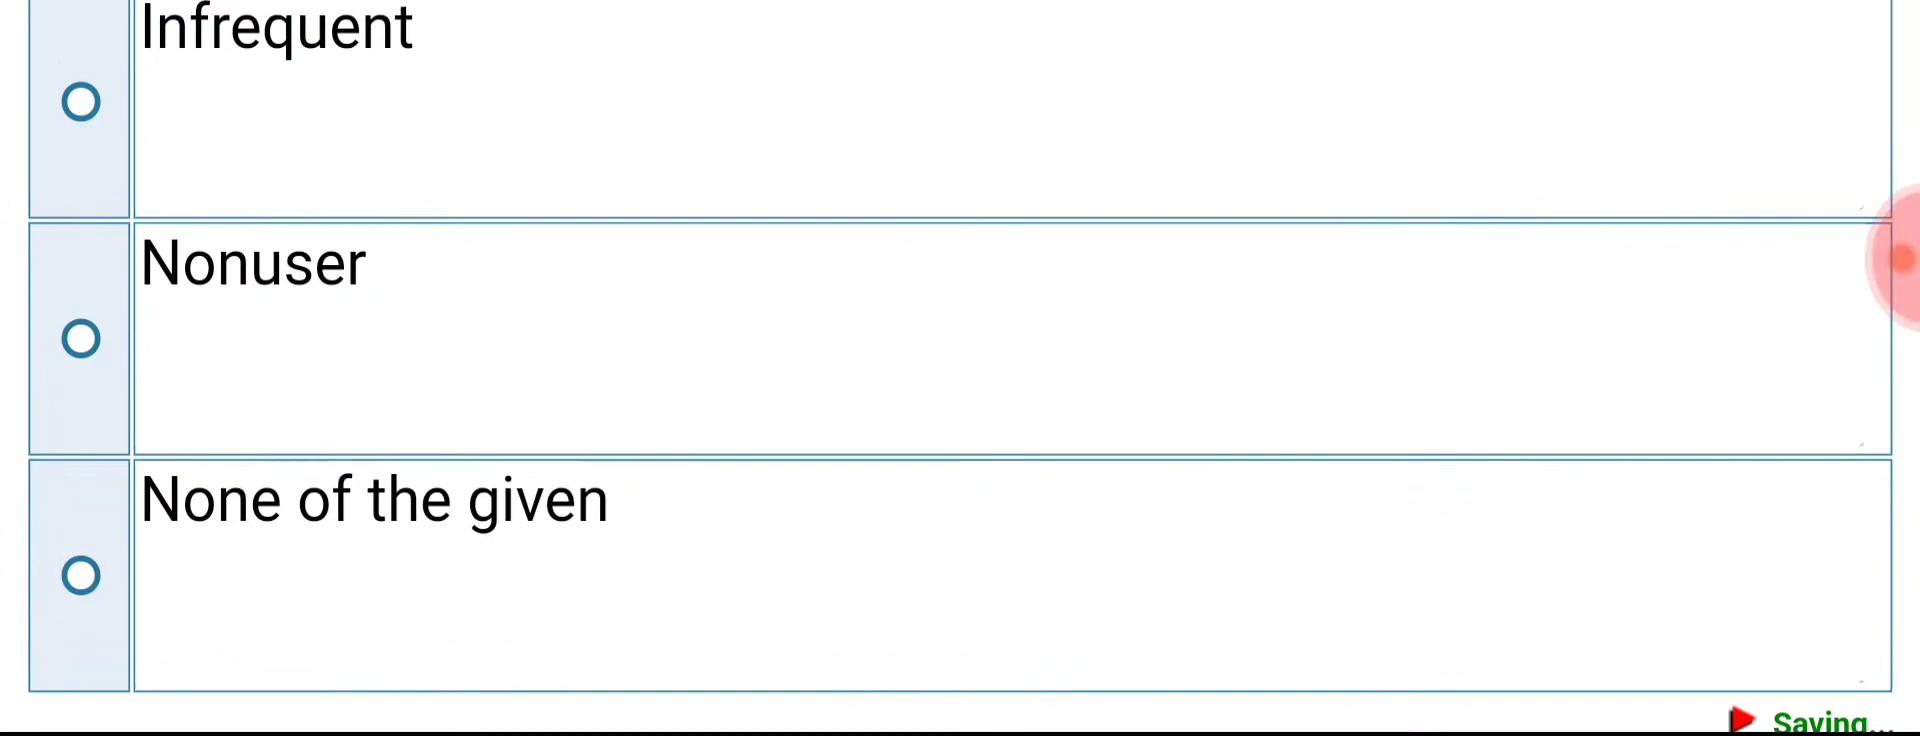 Infrequent
Nonuser
None of the given
Saving...